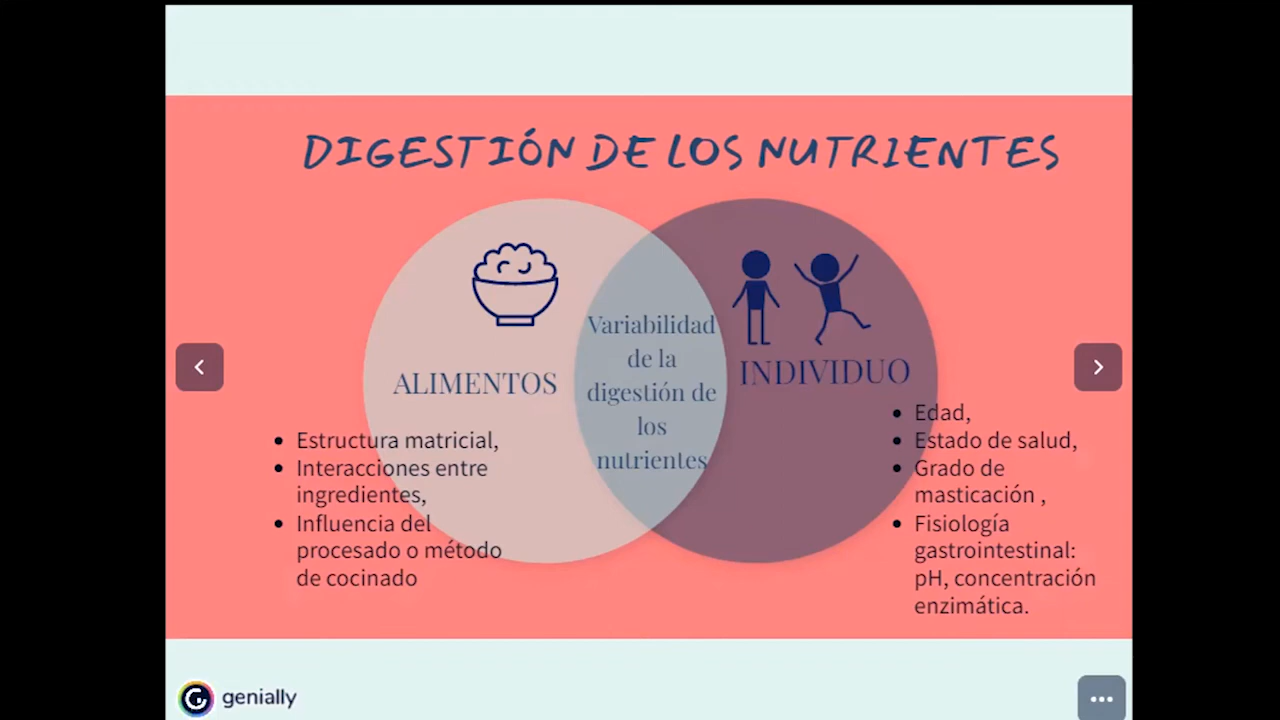 DIGESTIÓN DE LOS NUTRIENTES
ALIMENTOS
• Estructura matricial,
• Interacciones entre
ingredientes,
• Influencia del
procesado o método
de cocinado
Variabilidad
de la
digestión de
los
nutrientes
INDIVIDUO
• Edad,
• Estado de salud,
• Grado de
masticación ,
• Fisiología
gastrointestinal:
pH, concentración
enzimática.
genially